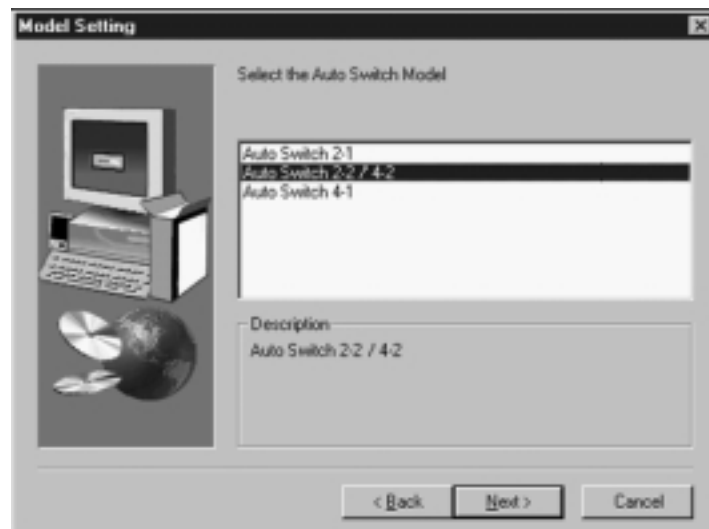 Model Setting
Select the Auto Switch Model
Auto Switch 2-1
Auto Switch 2-2 / 4-2
Auto Switch 4-1
Description
Auto Switch 2-2 / 4-2
< Back
Next >
Cancel